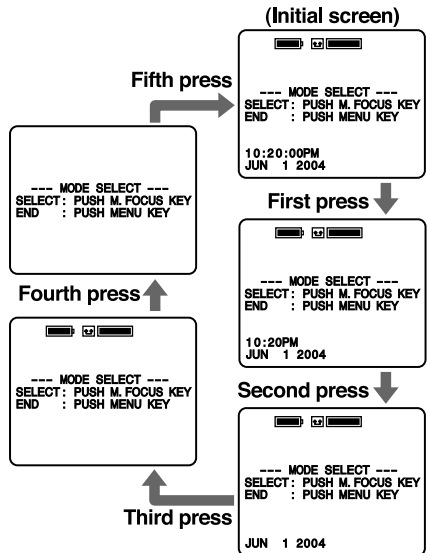 (Initial screen)
--- MODE SELECT ---
SELECT: PUSH M.FOCUS KEY
END : PUSH MENU KEY
10:20:00PM
JUN 1 2004
First press
--- MODE SELECT ---
SELECT: PUSH M.FOCUS KEY
END : PUSH MENU KEY
10:20PM
JUN 1 2004
Second press
--- MODE SELECT ---
SELECT: PUSH M.FOCUS KEY
END : PUSH MENU KEY
JUN 1 2004
Third press
--- MODE SELECT ---
SELECT: PUSH M.FOCUS KEY
END : PUSH MENU KEY
Fourth press
--- MODE SELECT ---
SELECT: PUSH M.FOCUS KEY
END : PUSH MENU KEY
Fifth press